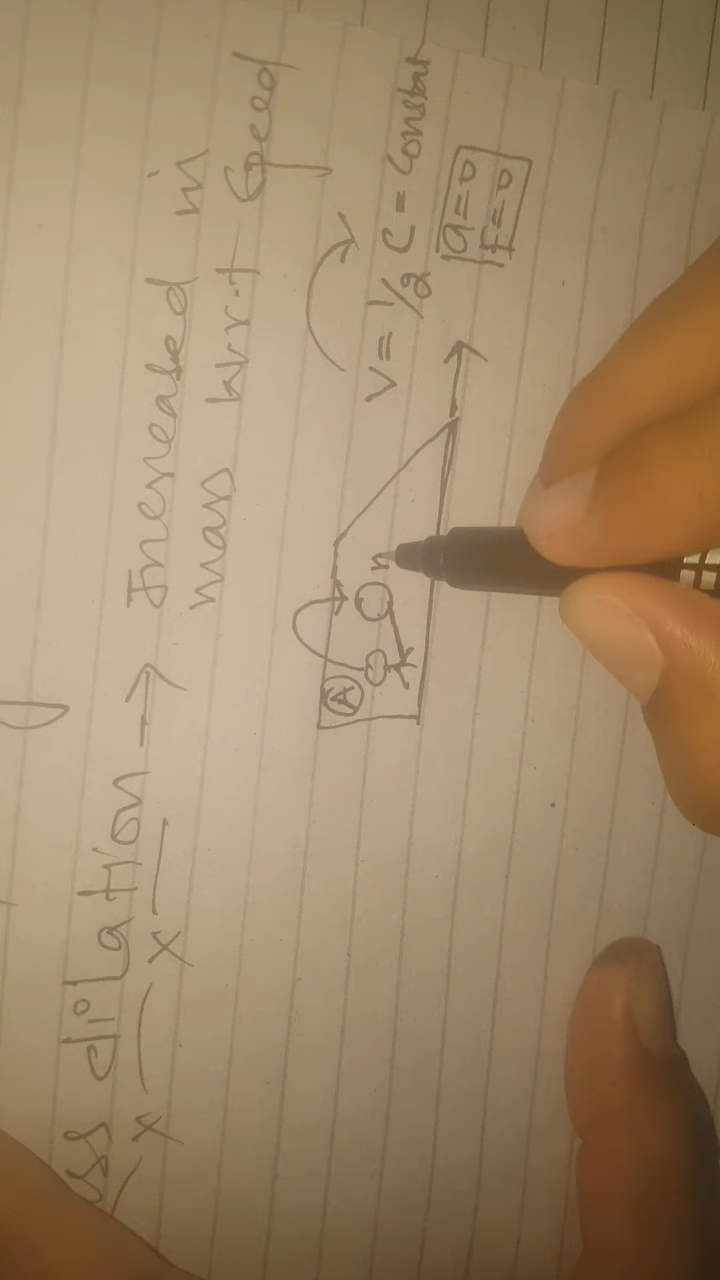 dilation → Increased in
mass w.r.t Speed
V = 1/2 C = Constant
a=0
F=0
A